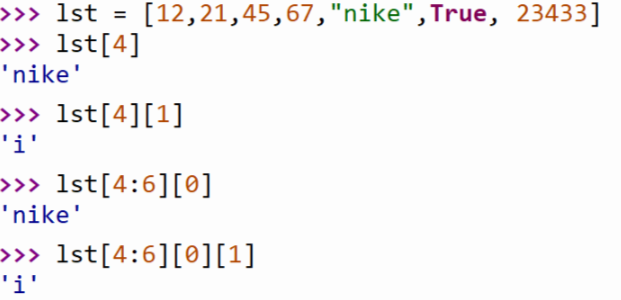 >>> lst = [12,21,45,67,"nike",True, 23433]
>>> lst[4]
'nike'
>>> lst[4][1]
'i'
>>> lst[4:6][0]
'nike'
>>> lst[4:6][0][1]
'i'